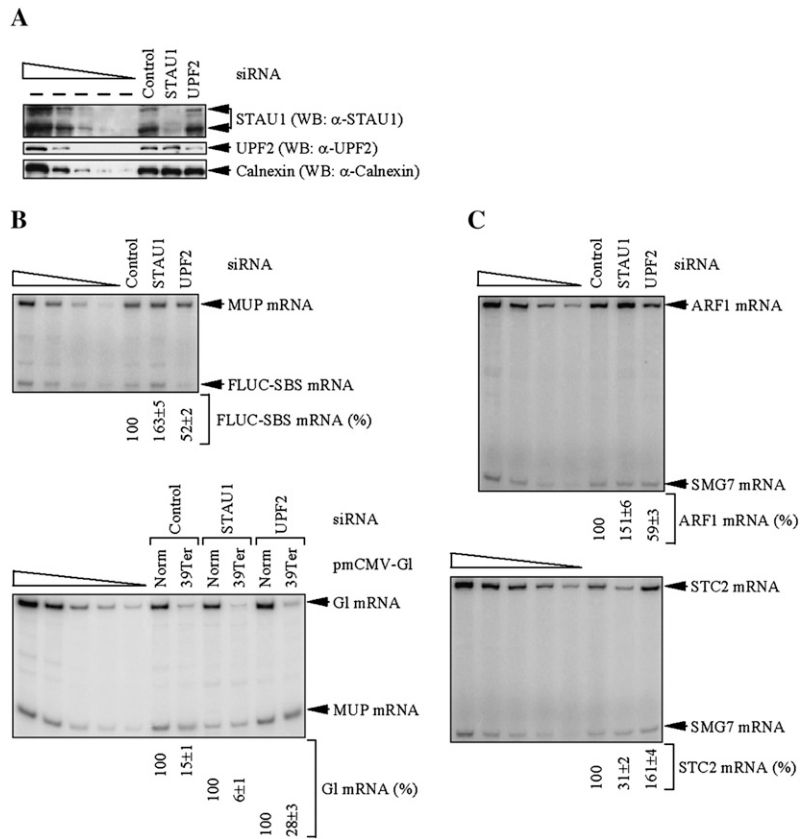 A
Control
STAU1
UPF2
siRNA
STAU1 (WB: α-STAU1)
UPF2 (WB: α-UPF2)
Calnexin (WB: α-Calnexin)
B
Control
STAU1
UPF2
siRNA
MUP mRNA
FLUC-SBS mRNA
100
163±5
52±2
FLUC-SBS mRNA (%)
Control
STAU1
UPF2
siRNA
Norm
39Ter
Norm
39Ter
Norm
39Ter
pmCMV-Gl
Gl mRNA
MUP mRNA
100
15±1
100
6±1
100
28±3
Gl mRNA (%)
C
Control
STAU1
UPF2
siRNA
ARF1 mRNA
SMG7 mRNA
100
151±6
59±3
ARF1 mRNA (%)
STC2 mRNA
SMG7 mRNA
100
31±2
161±4
STC2 mRNA (%)